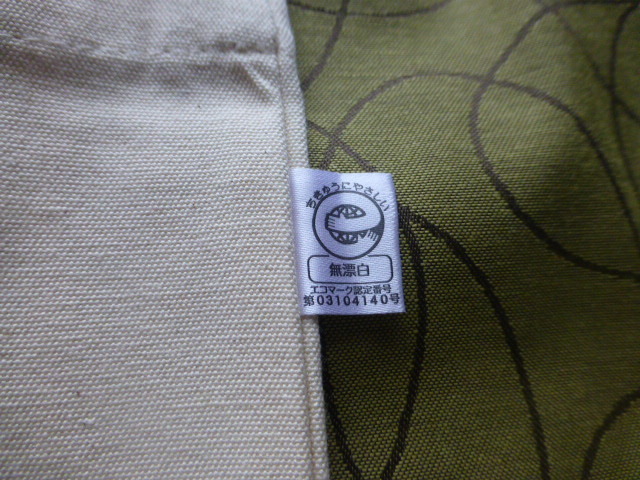 ちきゅうにやさしい
無漂白
エコマーク認定番号
第03104140号